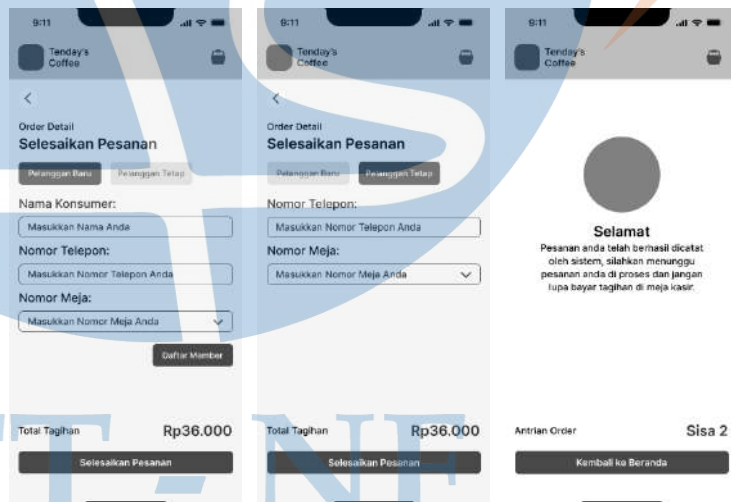 9:11
Tenday's
Coffee
Order Detail
Selesaikan Pesanan
Pelanggan Baru
Pelanggan Tetap
Nama Konsumer:
Masukkan Nama Anda
Nomor Telepon:
Masukkan Nomor Telepon Anda
Nomor Meja:
Masukkan Nomor Meja Anda
Daftar Member
Total Tagihan
Rp36.000
Selesaikan Pesanan
9:11
Tenday's
Coffee
Order Detail
Selesaikan Pesanan
Pelanggan Baru
Pelanggan Tetap
Nomor Telepon:
Masukkan Nomor Telepon Anda
Nomor Meja:
Masukkan Nomor Meja Anda
Total Tagihan
Rp36.000
Selesaikan Pesanan
9:11
Tenday's
Coffee
Selamat
Pesanan anda telah berhasil dicatat
oleh sistem, silahkan menunggu
pesanan anda di proses dan jangan
lupa bayar tagihan di meja kasir.
Antrian Order
Sisa 2
Kembali ke Beranda
T - NF